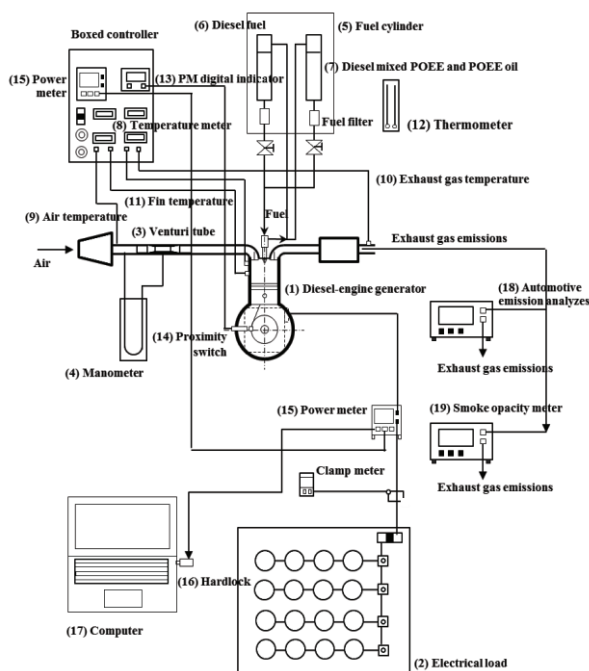 (6) Diesel fuel
(5) Fuel cylinder
Boxed controller
(15) Power
meter
(13) PM digital indicator
(7) Diesel mixed POEE and POEE oil
(8) Temperature meter
Fuel filter
(12) Thermometer
(10) Exhaust gas temperature
(11) Fin temperature
(9) Air temperature
Fuel
(3) Venturi tube
Exhaust gas emissions
Air
(1) Diesel-engine generator
(18) Automotive
emission analyzes
(14) Proximity
switch
(4) Manometer
Exhaust gas emissions
(15) Power meter
(19) Smoke opacity meter
Clamp meter
Exhaust gas emissions
(16) Hardlock
(17) Computer
(2) Electrical load